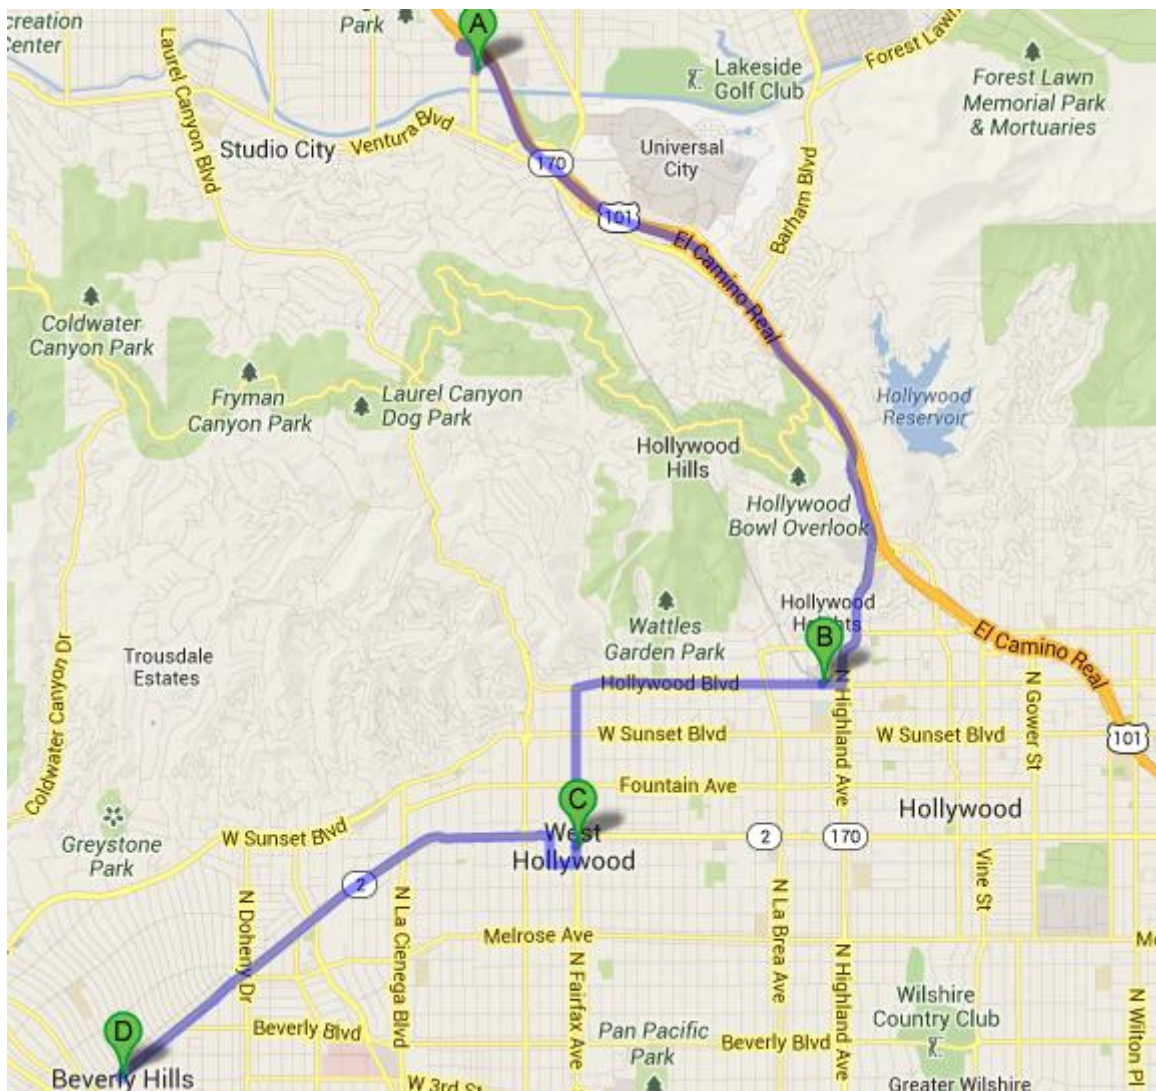 creation
Center
Park
A
Laurel Canyon Blvd
Lakeside
Golf Club
Forest Lawn
Forest Lawn
Memorial Park
& Mortuaries
Studio City
Ventura Blvd
170
Universal
City
Barham Blvd
101
El Camino Real
Coldwater
Canyon Park
Fryman
Canyon Park
Laurel Canyon
Dog Park
Hollywood
Reservoir
Hollywood
Hills
Hollywood
Bowl Overlook
Hollywood
Heights
B
Wattles
Garden Park
El Camino Real
Trousdale
Estates
Coldwater Canyon Dr
Hollywood Blvd
N Highland Ave
N Gower St
W Sunset Blvd
W Sunset Blvd
101
Fountain Ave
C
Hollywood
W Sunset Blvd
Greystone
Park
West
Hollywood
2
170
2
Vine St
N Doheny Dr
N La Cienega Blvd
Melrose Ave
N Fairfax Ave
N La Brea Ave
N Highland Ave
Me
Wilshire
Country Club
N Wilton Pl
D
Beverly Blvd
Pan Pacific
Park
Beverly Blvd
Beverly Hills
W 3rd St
Greater Wilshire